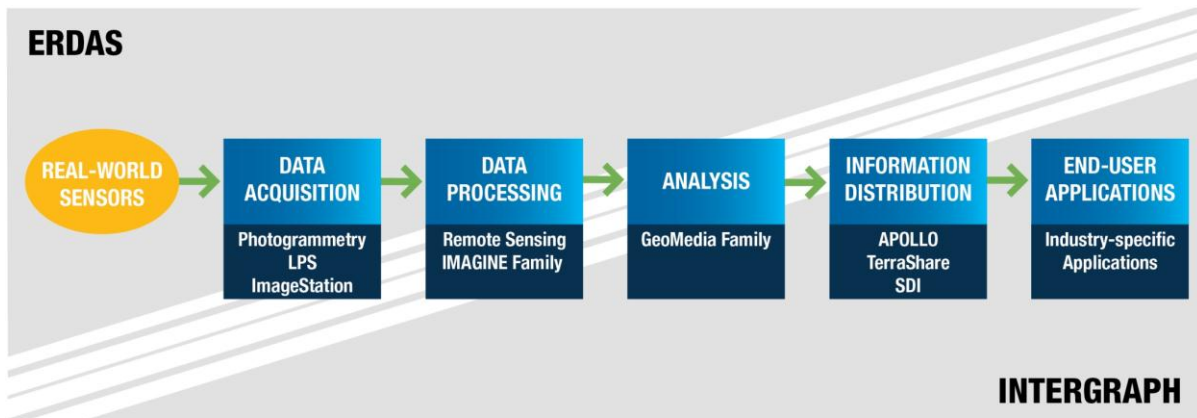 ERDAS
REAL-WORLD
SENSORS
DATA
ACQUISITION
Photogrammetry
LPS
ImageStation
DATA
PROCESSING
Remote Sensing
IMAGINE Family
ANALYSIS
GeoMedia Family
INFORMATION
DISTRIBUTION
APOLLO
TerraShare
SDI
END-USER
APPLICATIONS
Industry-specific
Applications
INTERGRAPH